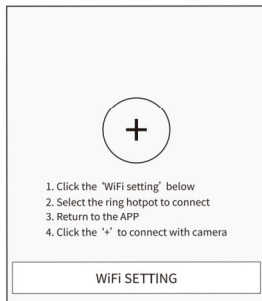 +
1. Click the ‘WiFi setting’ below
2. Select the ring hotpot to connect
3. Return to the APP
4. Click the ‘+’ to connect with camera
WiFi SETTING